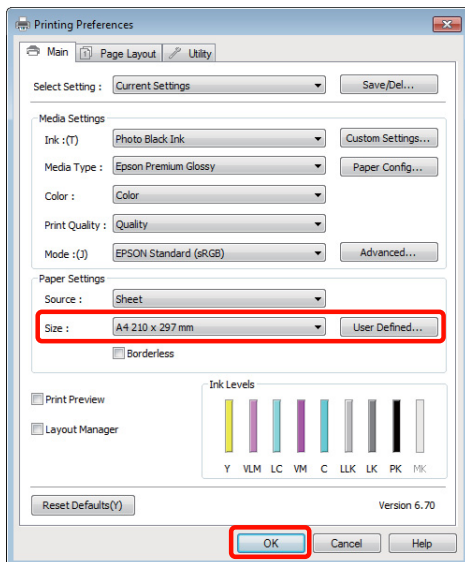 Printing Preferences
Main Page Layout Utility
Select Setting : Current Settings Save/Del...
Media Settings
Ink :(T) Photo Black Ink Custom Settings...
Media Type : Epson Premium Glossy Paper Config...
Color : Color
Print Quality : Quality
Mode :(J) EPSON Standard (sRGB) Advanced...
Paper Settings
Source : Sheet
Size : A4 210 x 297 mm User Defined...
Borderless
Print Preview
Layout Manager
Ink Levels
Y VLM LC VM C LLK LK PK MK
Reset Defaults(Y) Version 6.70
OK Cancel Help